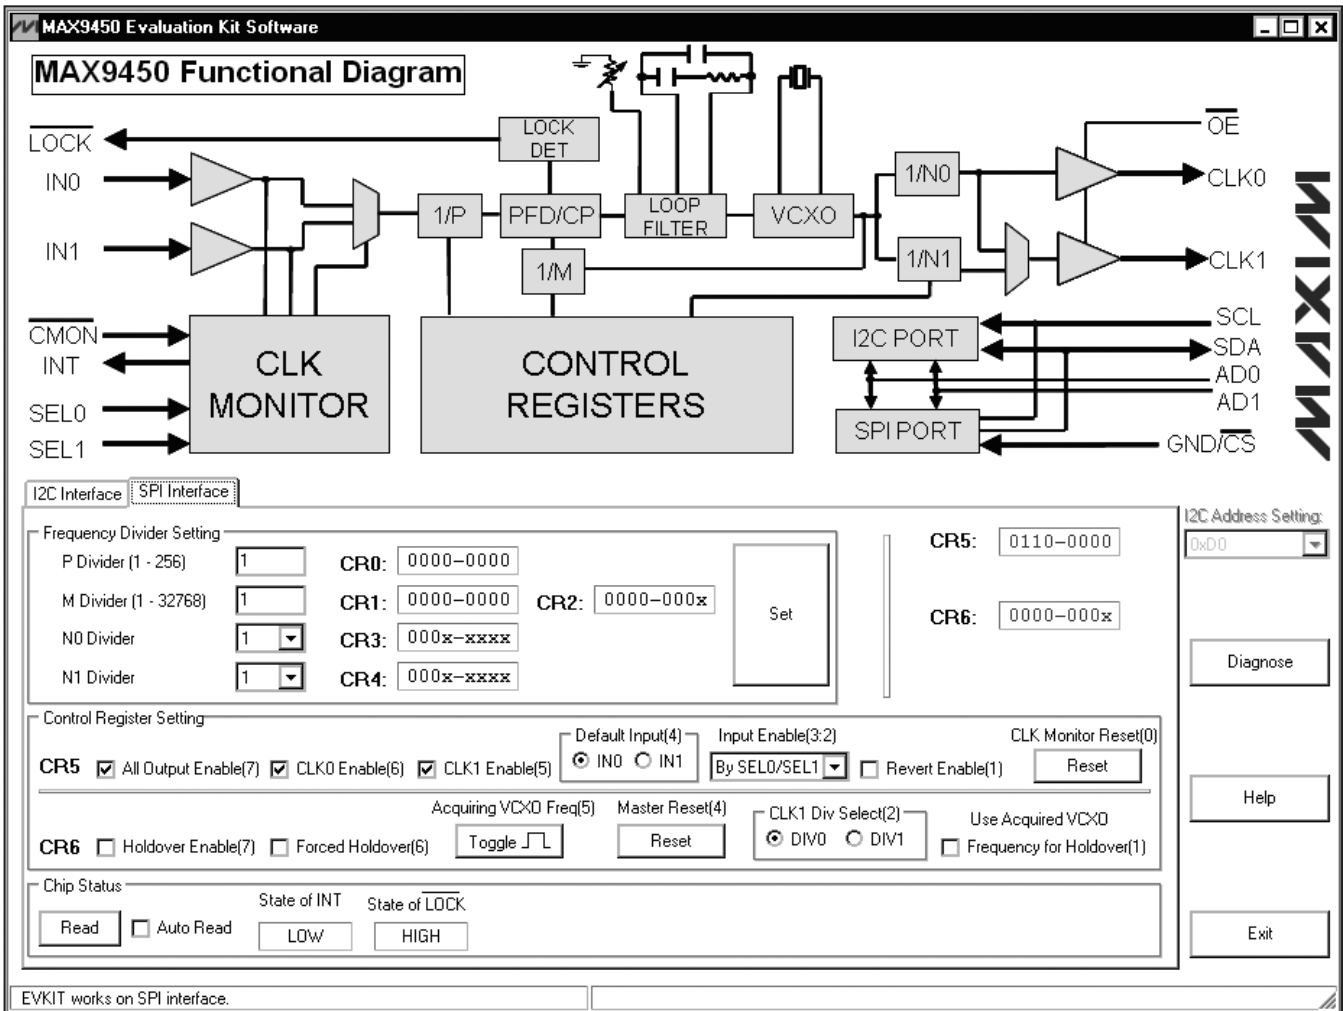 MAX9450 Evaluation Kit Software
MAX9450 Functional Diagram
LOCK
IN0
IN1
CMON
INT
SEL0
SEL1
LOCK
DET
1/P
PFD/CP
LOOP
FILTER
VCXO
1/M
1/N0
1/N1
OE
CLK0
CLK1
CLK
MONITOR
CONTROL
REGISTERS
I2C PORT
SPI PORT
SCL
SDA
AD0
AD1
GND/CS
MAXIM
I2C Interface SPI Interface
I2C Address Setting:
0xD0
Frequency Divider Setting
P Divider (1 - 256) 1 CR0: 0000-0000
M Divider (1 - 32768) 1 CR1: 0000-0000 CR2: 0000-000x
N0 Divider 1 CR3: 000x-xxxx
N1 Divider 1 CR4: 000x-xxxx
Set
CR5: 0110-0000
CR6: 0000-000x
Diagnose
Help
Exit
Control Register Setting
Default Input(4) Input Enable(3:2) CLK Monitor Reset(0)
CR5 All Output Enable(7) CLK0 Enable(6) CLK1 Enable(5) IN0 IN1 By SEL0/SEL1 Revert Enable(1) Reset
Acquiring VCXO Freq(5) Master Reset(4) CLK1 Div Select(2) Use Acquired VCXO
CR6 Holdover Enable(7) Forced Holdover(6) Toggle Reset DIV0 DIV1 Frequency for Holdover(1)
Chip Status
State of INT State of LOCK
Read Auto Read LOW HIGH
EVKIT works on SPI interface.